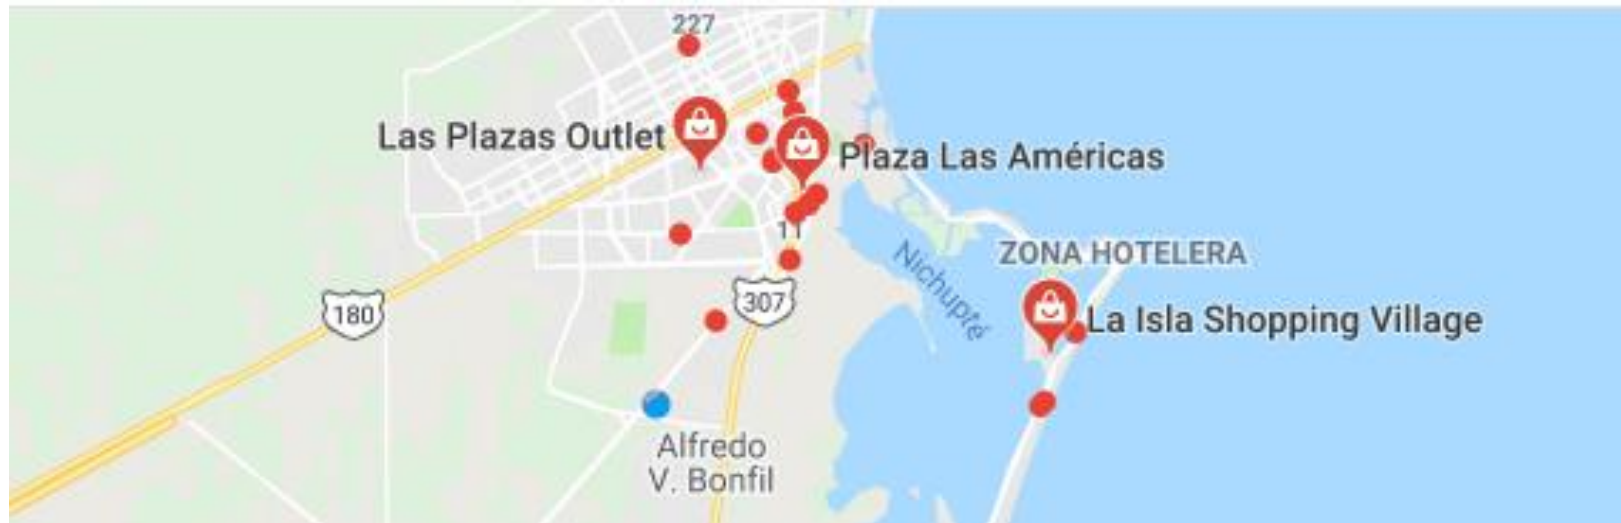 227
Las Plazas Outlet
Plaza Las Américas
11
Nichupté
ZONA HOTELERA
307
180
La Isla Shopping Village
Alfredo
V. Bonfil